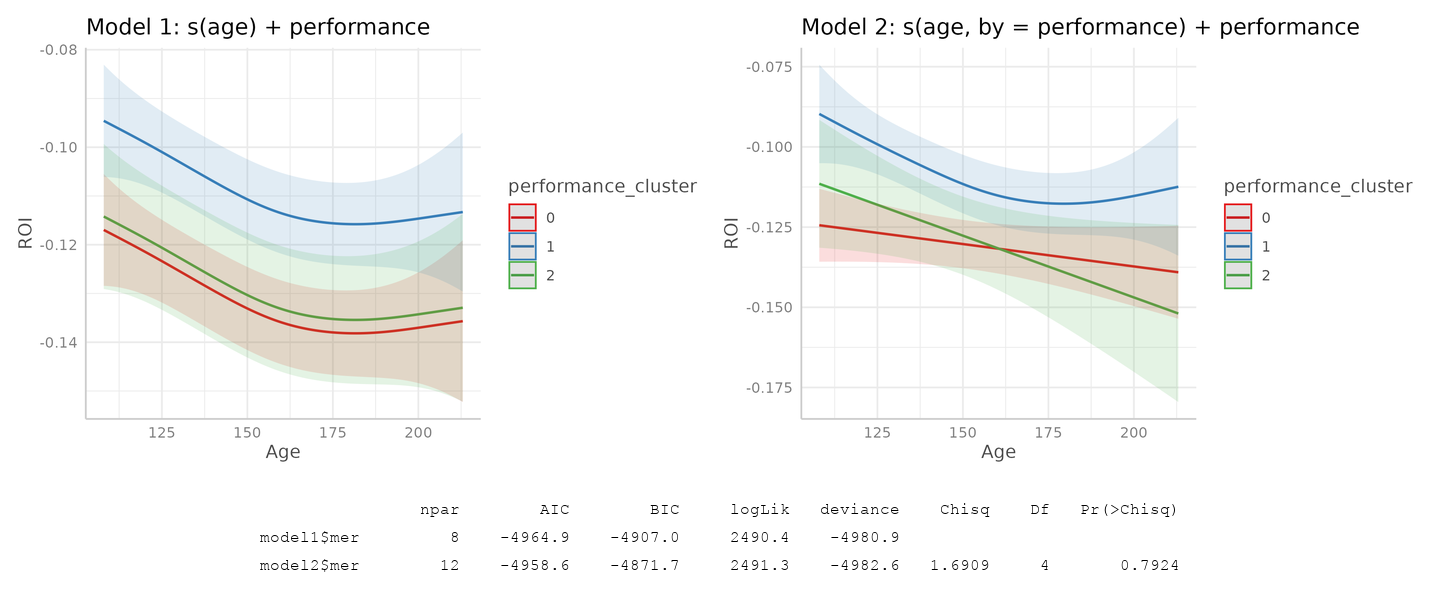 Model 1: s(age) + performance
-0.08
-0.10
-0.12
-0.14
ROI
125 150 175 200
Age
performance_cluster
0
1
2
Model 2: s(age, by = performance) + performance
-0.075
-0.100
-0.125
-0.150
-0.175
ROI
125 150 175 200
Age
performance_cluster
0
1
2
npar AIC BIC logLik deviance Chisq Df Pr(>Chisq)
model1$mer 8 -4964.9 -4907.0 2490.4 -4980.9
model2$mer 12 -4958.6 -4871.7 2491.3 -4982.6 1.6909 4 0.7924